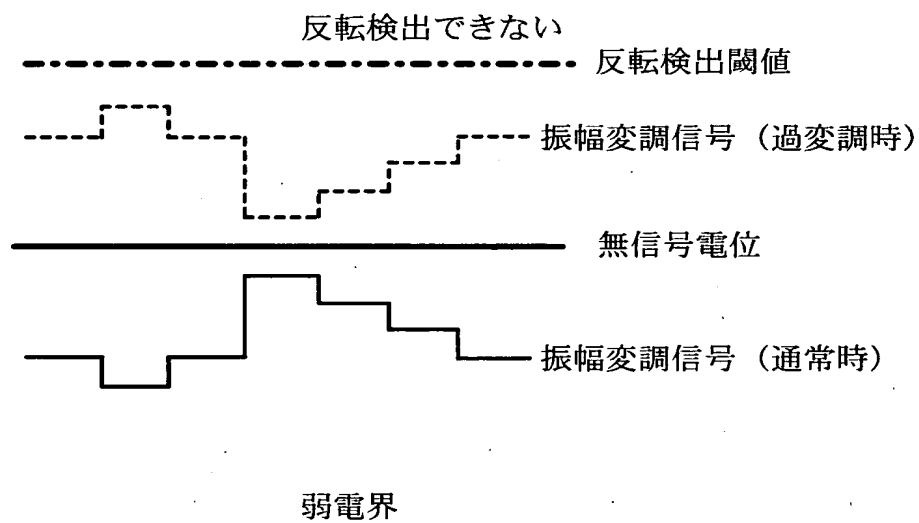 反転検出できない
反転検出閾値
振幅変調信号（過変調時）
無信号電位
振幅変調信号（通常時）
弱電界